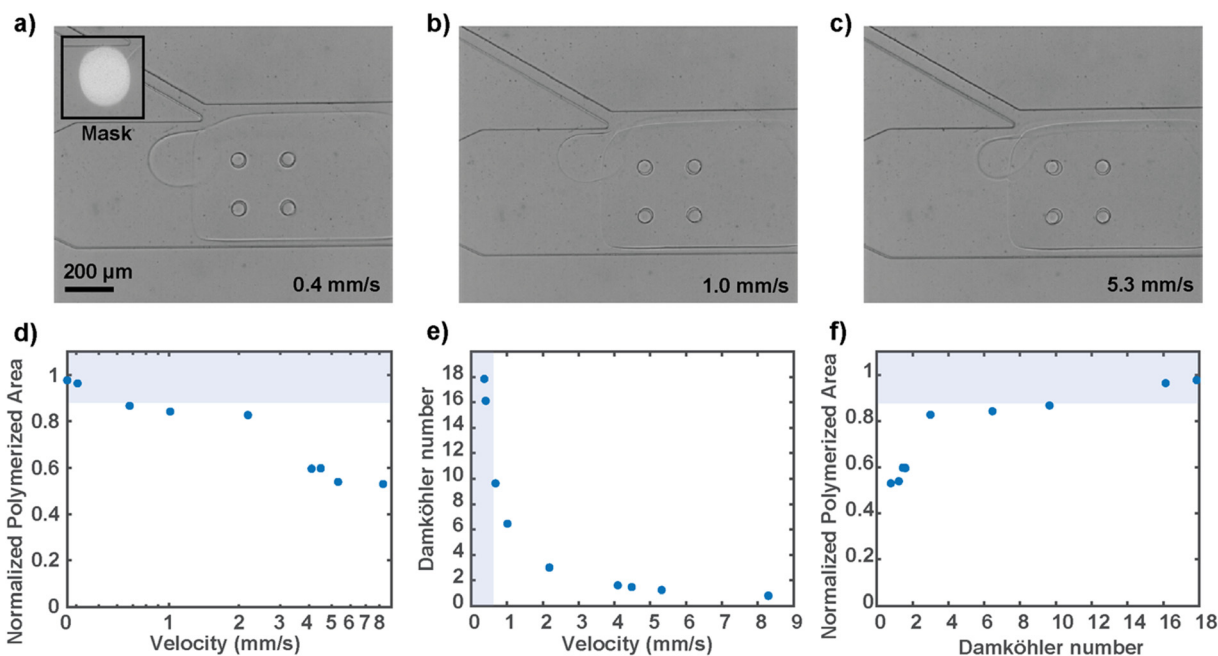 a)
Mask
200 µm
0.4 mm/s
b)
1.0 mm/s
c)
5.3 mm/s
d)
Normalized Polymerized Area
1
0.8
0.6
0.4
0.2
0
0 1 2 3 4 5 6 7 8
Velocity (mm/s)
e)
Damköhler number
18
16
14
12
10
8
6
4
2
0
0 1 2 3 4 5 6 7 8 9
Velocity (mm/s)
f)
Normalized Polymerized Area
1
0.8
0.6
0.4
0.2
0
0 2 4 6 8 10 12 14 16 18
Damköhler number